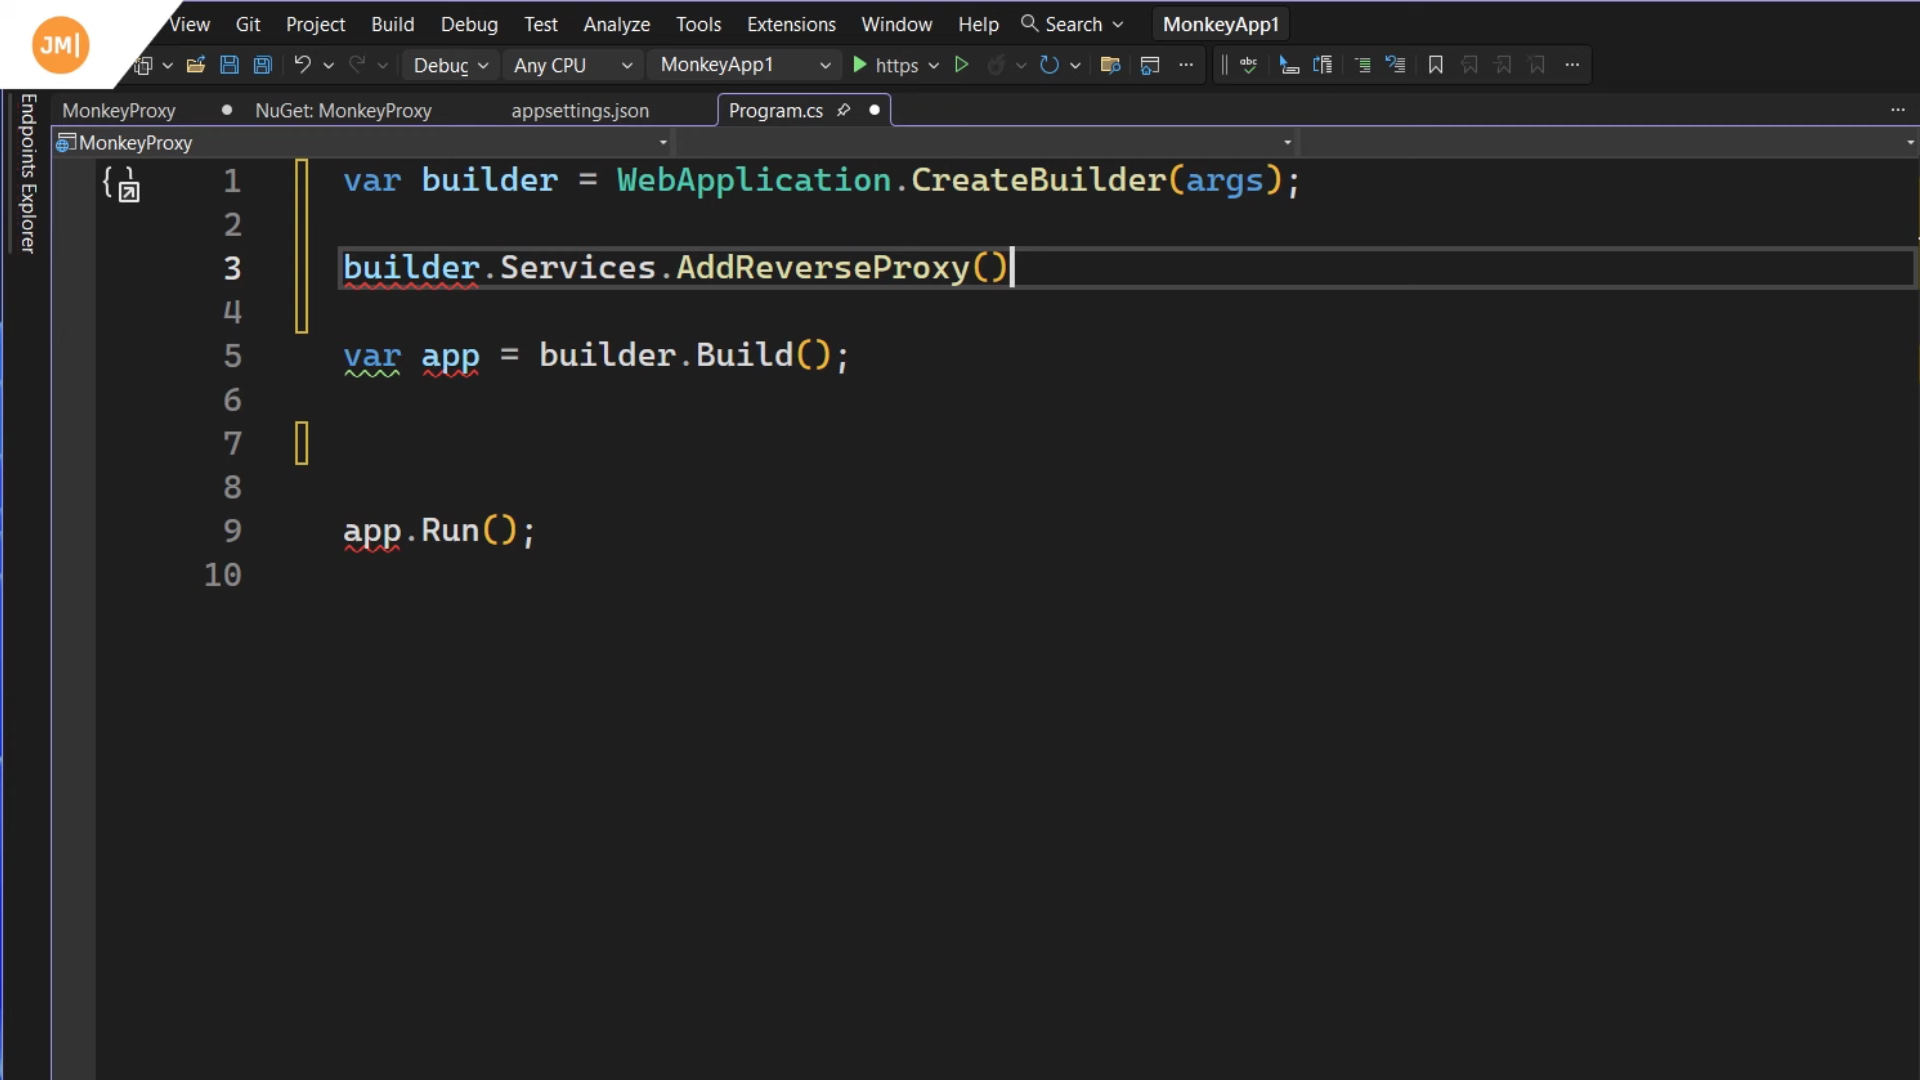 JM|
View Git Project Build Debug Test Analyze Tools Extensions Window Help Search MonkeyApp1
Debug Any CPU MonkeyApp1 https
MonkeyProxy NuGet: MonkeyProxy appsettings.json Program.cs
MonkeyProxy
Endpoints Explorer
1 var builder = WebApplication.CreateBuilder(args);
2
3 builder.Services.AddReverseProxy()
4
5 var app = builder.Build();
6
7
8
9 app.Run();
10